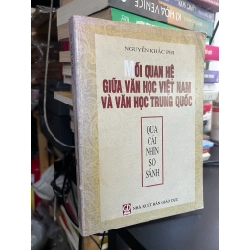 NGUYỄN KHẮC PHI
MỐI QUAN HỆ
GIỮA VĂN HỌC VIỆT NAM
VÀ VĂN HỌC TRUNG QUỐC
QUA
CÁI
NHÌN
SO
SÁNH
NHÀ XUẤT BẢN GIÁO DỤC